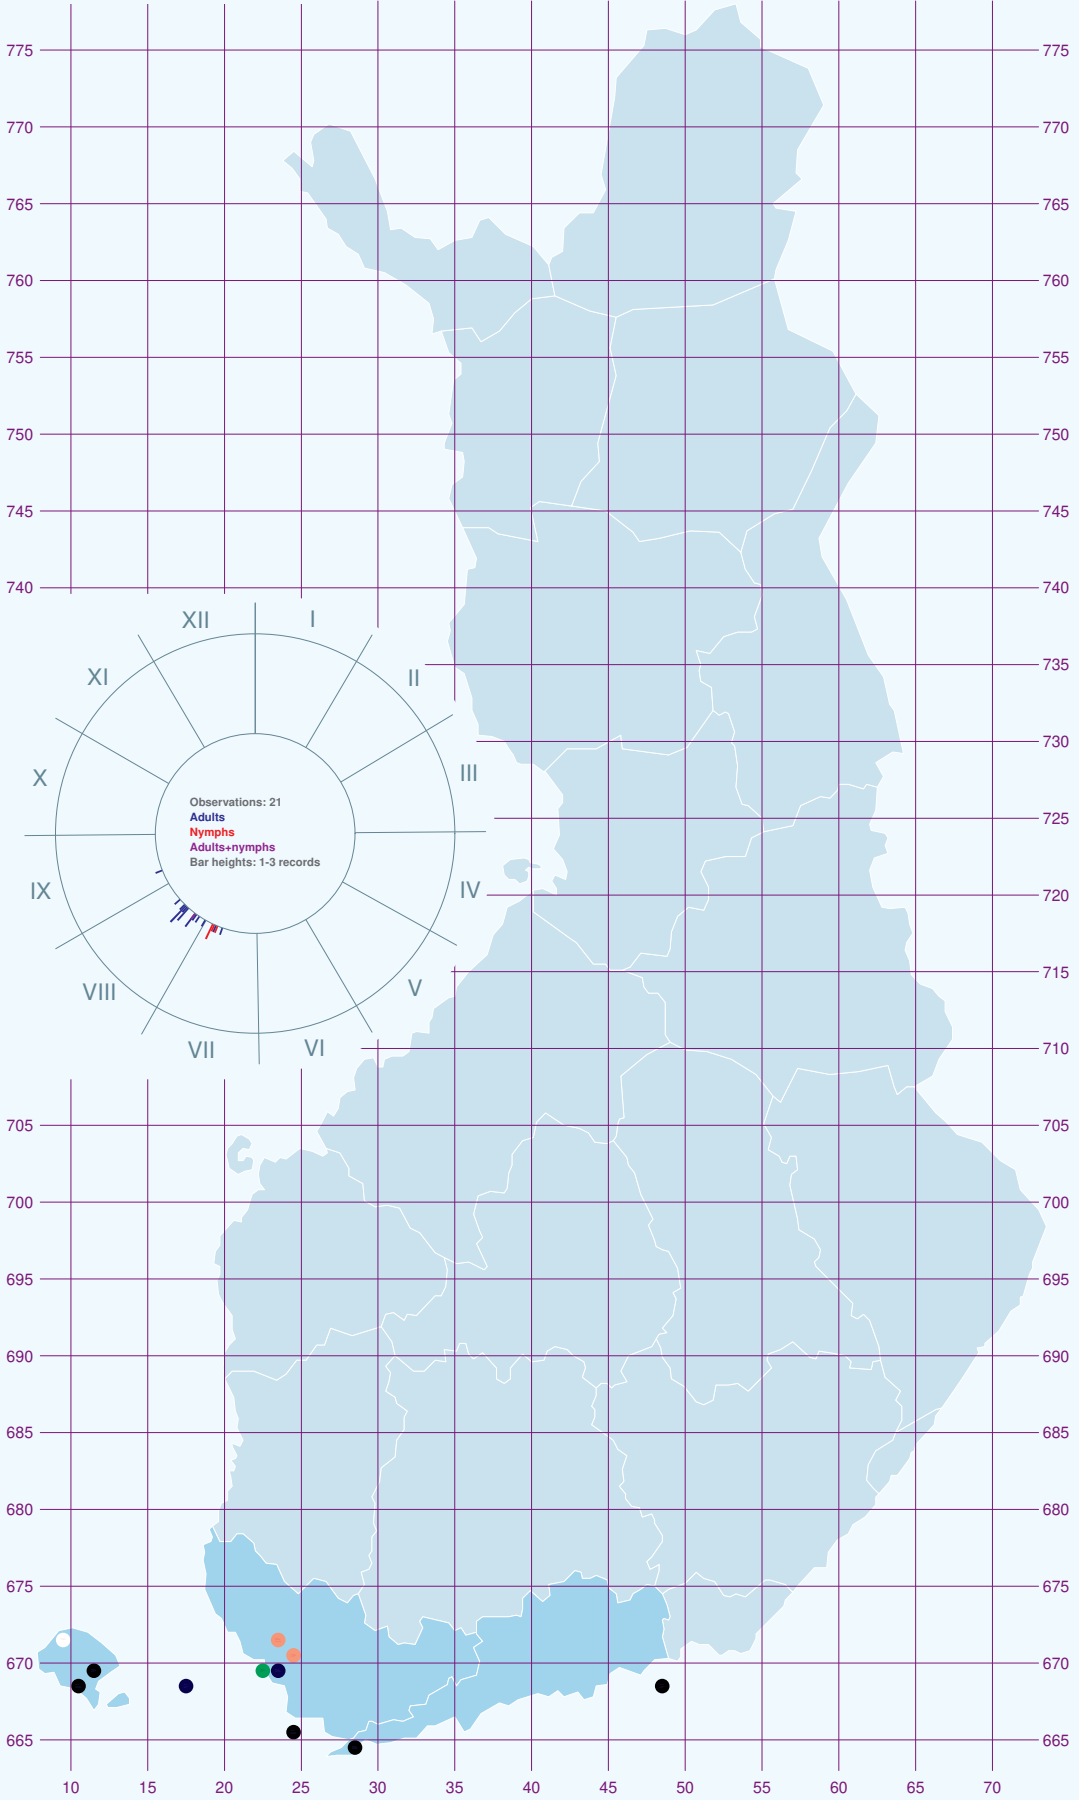 775 775
770 770
765 765
760 760
755 755
750 750
745 745
740 740
XII I
XI II
735 735
730 730
X III
Observations: 21
Adults
725 725
Nymphs
Adults+nymphs
Bar heights: 1-3 records
IX IV
720 720
715 715
VIII V
VII VI
710 710
705 705
700 700
695 695
690 690
685 685
680 680
675 675
670 670
665 665
10 15 20 25 30 35 40 45 50 55 60 65 70